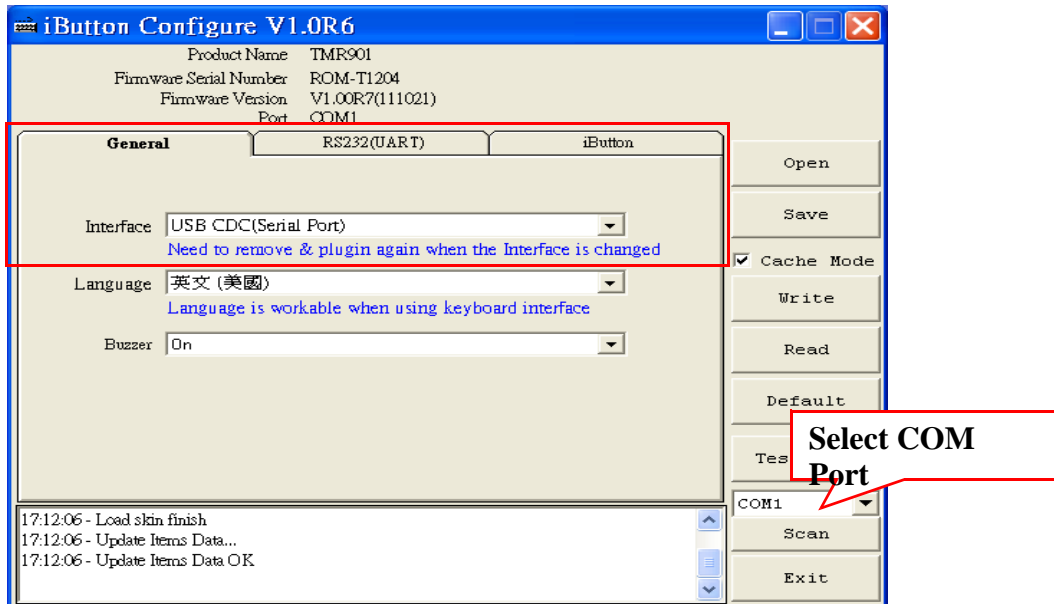 iButton Configure V1.0R6
Product Name TMR901
Firmware Serial Number ROM-T1204
Firmware Version V1.00R7(111021)
Port COM1
General RS232(UART) iButton
Open
Interface USB CDC(Serial Port)
Need to remove & plugin again when the Interface is changed
Save
Cache Mode
Language 英文 (美國)
Language is workable when using keyboard interface
Write
Buzzer On
Read
Default
Select COM
Port
Tes
COM1
Scan
Exit
17:12:06 - Load skin finish
17:12:06 - Update Items Data...
17:12:06 - Update Items Data OK